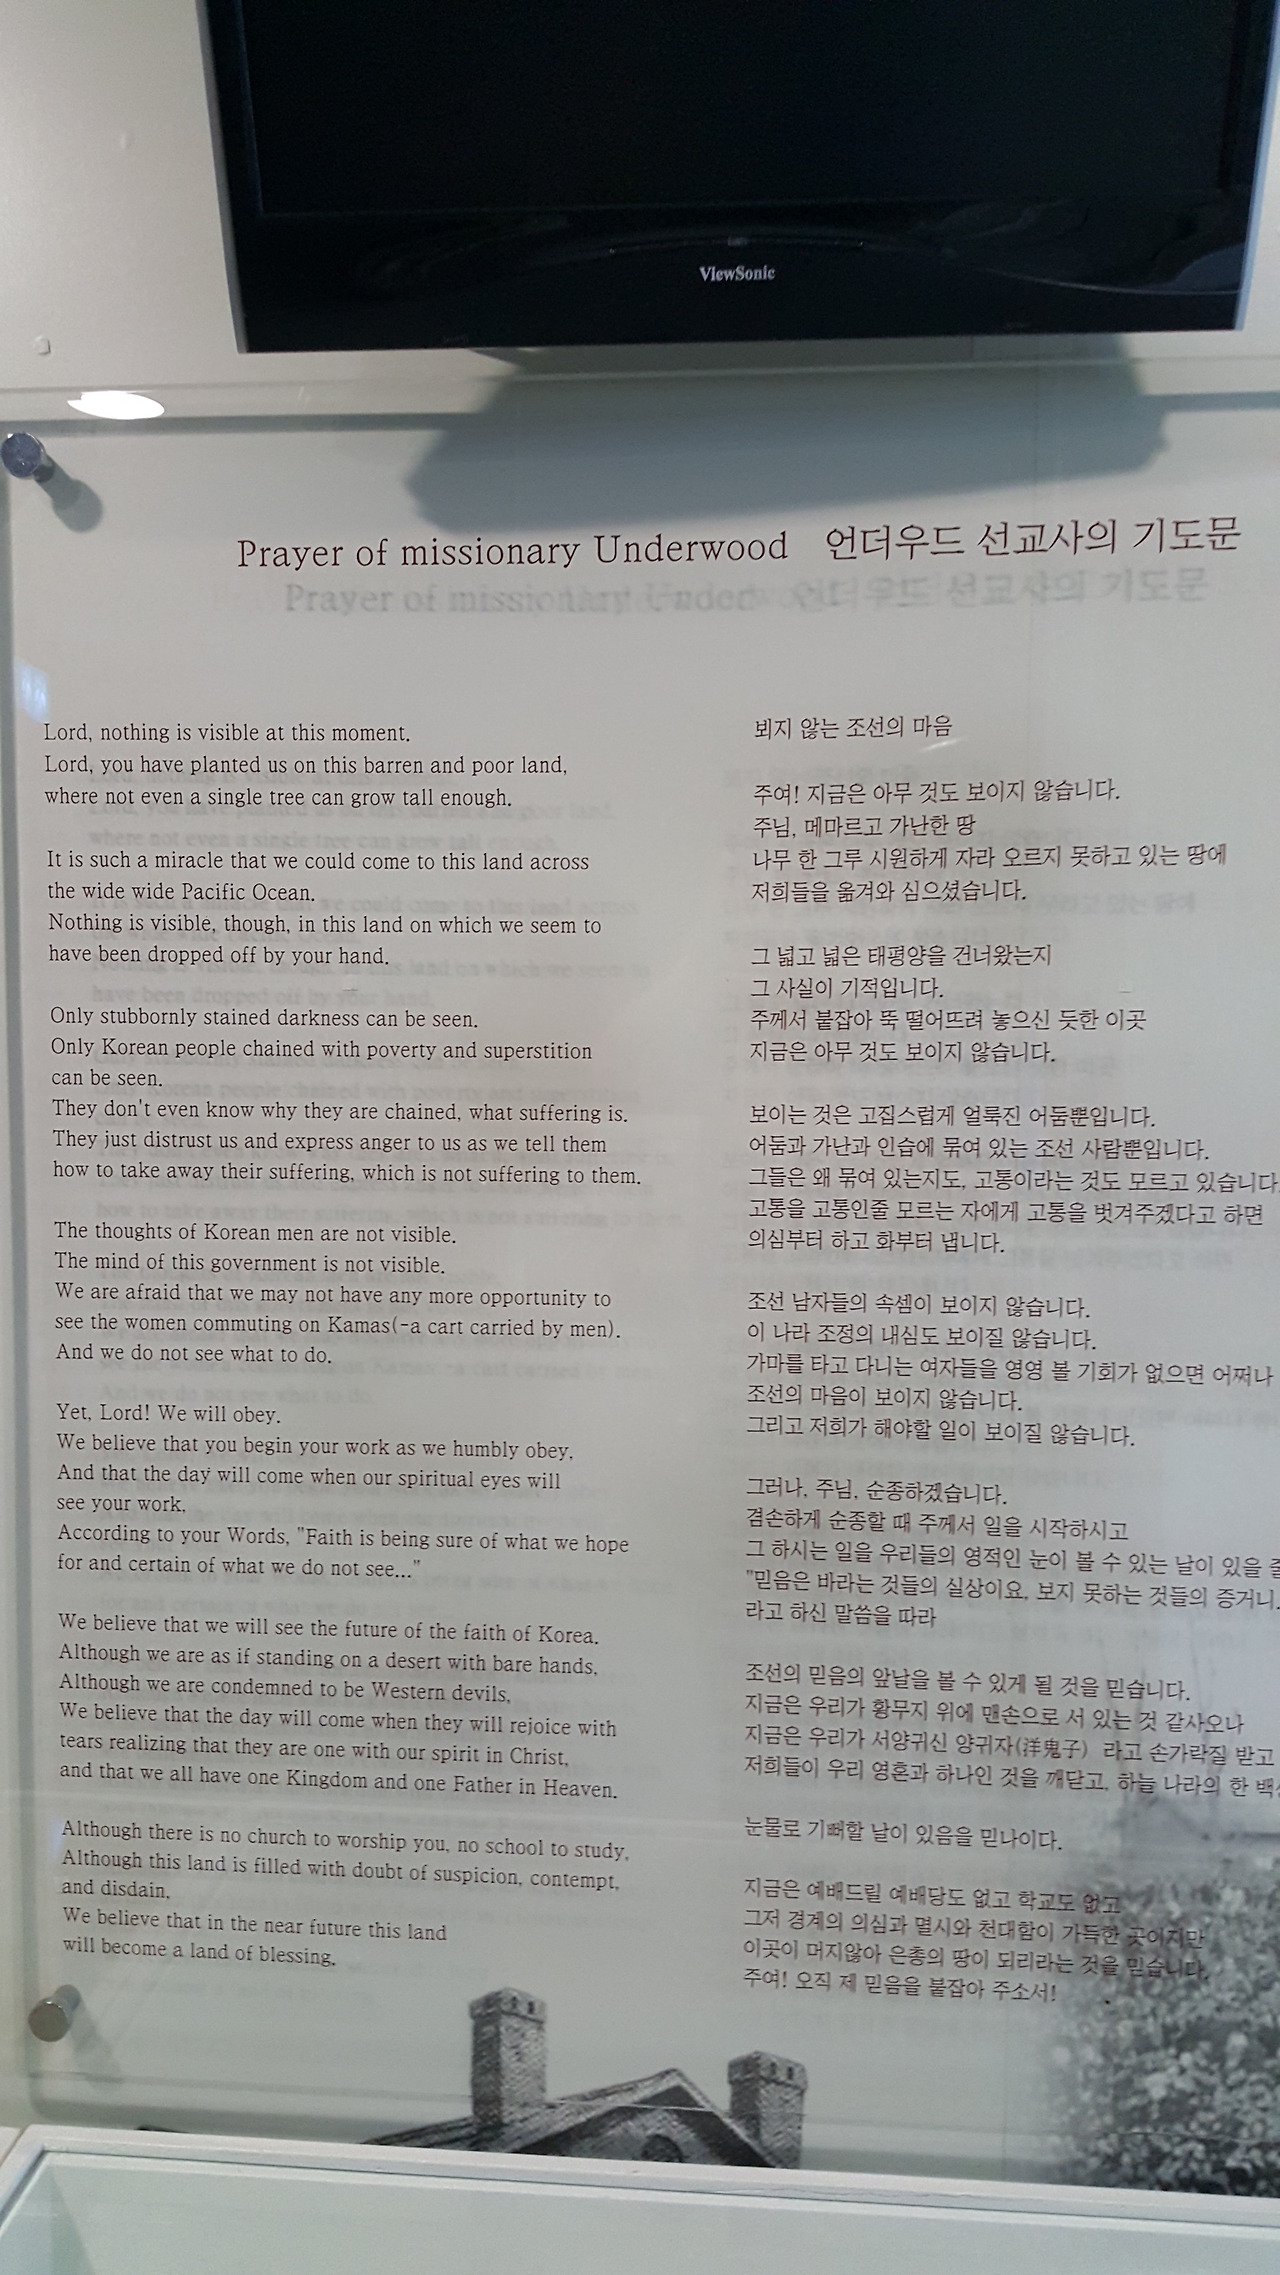 ViewSonic
Prayer of missionary Underwood 언더우드 선교사의 기도문
Lord, nothing is visible at this moment.
Lord, you have planted us on this barren and poor land,
where not even a single tree can grow tall enough.
It is such a miracle that we could come to this land across
the wide wide Pacific Ocean.
Nothing is visible, though, in this land on which we seem to
have been dropped off by your hand.
Only stubbornly stained darkness can be seen.
Only Korean people chained with poverty and superstition
can be seen.
They don't even know why they are chained, what suffering is.
They just distrust us and express anger to us as we tell them
how to take away their suffering, which is not suffering to them.
The thoughts of Korean men are not visible.
The mind of this government is not visible.
We are afraid that we may not have any more opportunity to
see the women commuting on Kamas(-a cart carried by men).
And we do not see what to do.
Yet, Lord! We will obey.
We believe that you begin your work as we humbly obey,
And that the day will come when our spiritual eyes will
see your work,
According to your Words, "Faith is being sure of what we hope
for and certain of what we do not see..."
We believe that we will see the future of the faith of Korea.
Although we are as if standing on a desert with bare hands,
Although we are condemned to be Western devils,
We believe that the day will come when they will rejoice with
tears realizing that they are one with our spirit in Christ,
and that we all have one Kingdom and one Father in Heaven.
Although there is no church to worship you, no school to study,
Although this land is filled with doubt of suspicion, contempt,
and disdain,
We believe that in the near future this land
will become a land of blessing.
뵈지 않는 조선의 마음
주여! 지금은 아무 것도 보이지 않습니다.
주님, 메마르고 가난한 땅
나무 한 그루 시원하게 자라 오르지 못하고 있는 땅에
저희들을 옮겨와 심으셨습니다.
그 넓고 넓은 태평양을 건너왔는지
그 사실이 기적입니다.
주께서 붙잡아 뚝 떨어뜨려 놓으신 듯한 이곳
지금은 아무 것도 보이지 않습니다.
보이는 것은 고집스럽게 얼룩진 어둠뿐입니다.
어둠과 가난과 인습에 묶여 있는 조선 사람뿐입니다.
그들은 왜 묶여 있는지도, 고통이라는 것도 모르고 있습니다.
고통을 고통인줄 모르는 자에게 고통을 벗겨주겠다고 하면
의심부터 하고 화부터 냅니다.
조선 남자들의 속셈이 보이지 않습니다.
이 나라 조정의 내심도 보이질 않습니다.
가마를 타고 다니는 여자들을 영영 볼 기회가 없으면 어쩌나
조선의 마음이 보이지 않습니다.
그리고 저희가 해야할 일이 보이질 않습니다.
그러나, 주님, 순종하겠습니다.
겸손하게 순종할 때 주께서 일을 시작하시고
그 하시는 일을 우리들의 영적인 눈이 볼 수 있는 날이 있을
"믿음은 바라는 것들의 실상이요, 보지 못하는 것들의 증거니.
라고 하신 말씀을 따라
조선의 믿음의 앞날을 볼 수 있게 될 것을 믿습니다.
지금은 우리가 황무지 위에 맨손으로 서 있는 것 같사오나
지금은 우리가 서양귀신 양귀자(洋鬼子) 라고 손가락질 받고
저희들이 우리 영혼과 하나인 것을 깨닫고, 하늘 나라의 한
눈물로 기뻐할 날이 있음을 믿나이다.
지금은 예배드릴 예배당도 없고 학교도 없고
그저 경계의 의심과 멸시와 천대함이 가득한 곳이지만
이곳이 머지않아 은총의 땅이 되리라는 것을 믿습니다.
주여! 오직 제 믿음을 붙잡아 주소서!